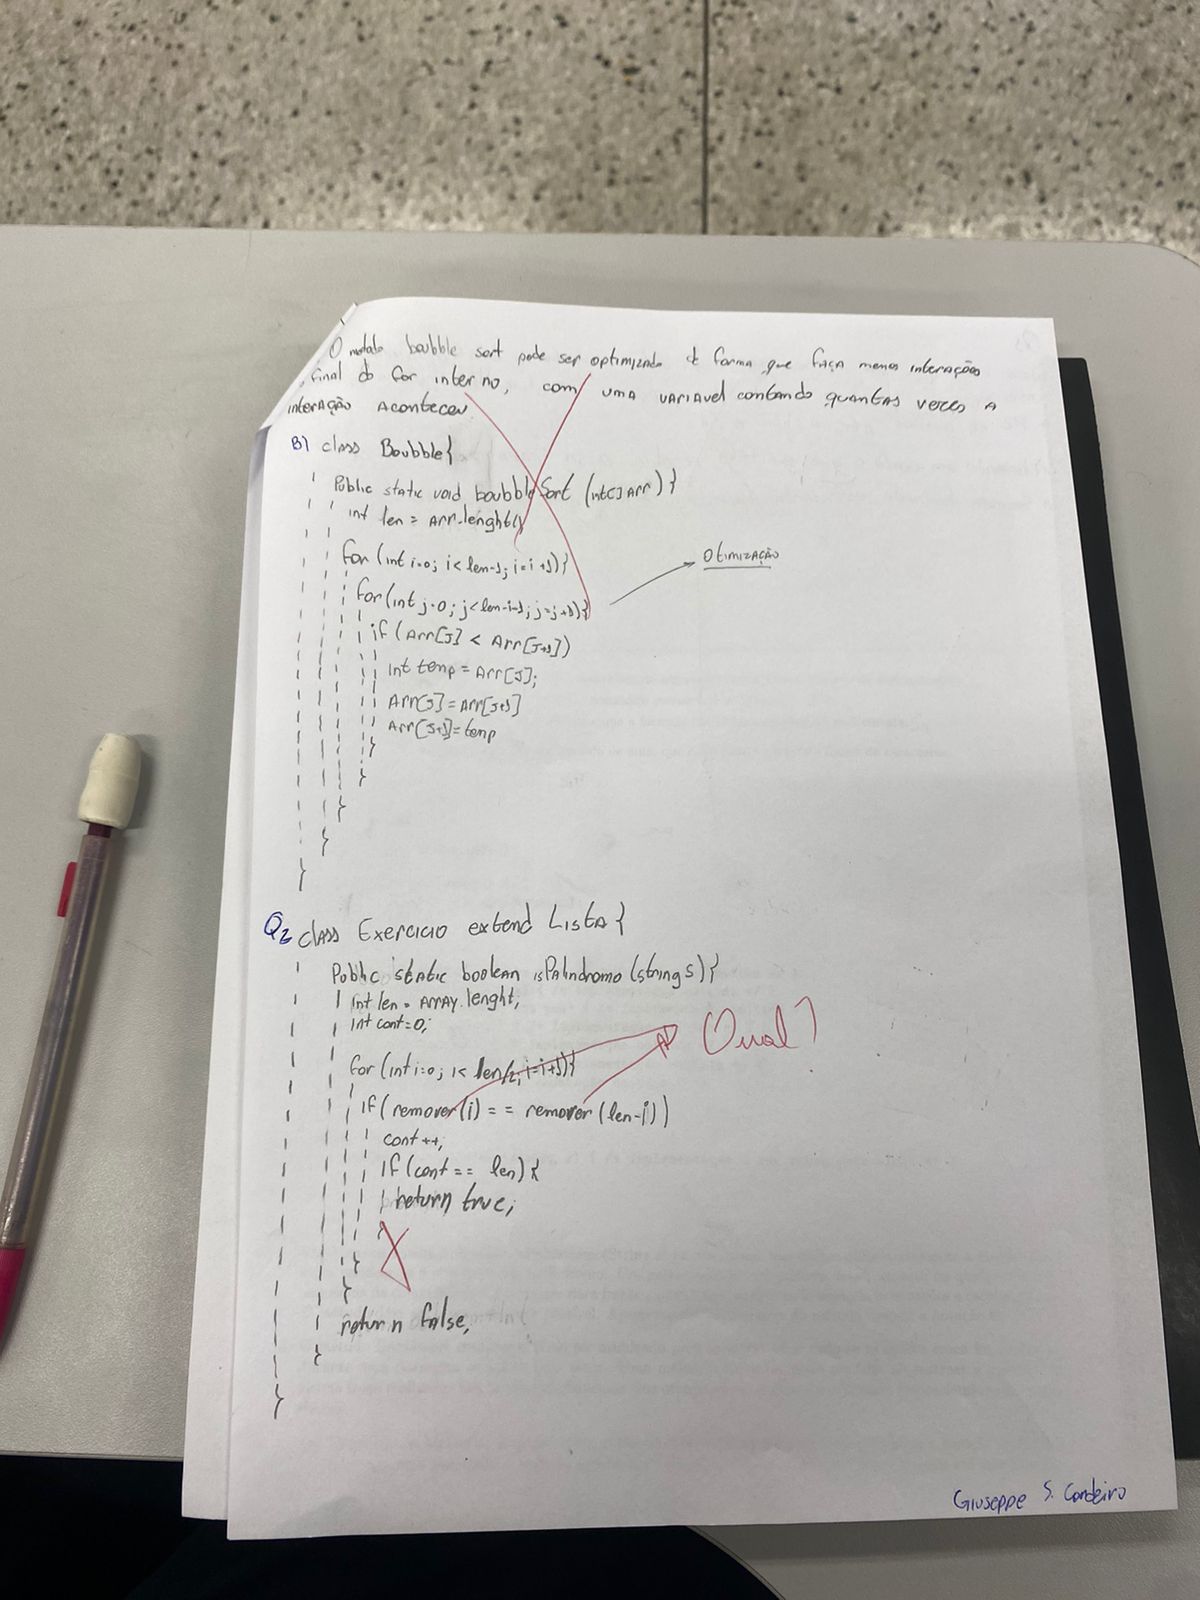 O metodo boubble sort pode ser optimizado d forma que faça menos interações
final do for interno, com uma variavel contando quantas vezes a
interação aconteceu
B) class Boubble{
Public static void boubbleSort (int[] Arr){
int len = Arr.lenght()
for (int i=0; i<len-1; i=i+1){
for(int j=0; j<len-i-1; j=j+1){
Otimização
if (Arr[J] < Arr[J+1])
int temp = Arr[J];
Arr[J] = Arr[J+1]
Arr[J+1]=temp
}
}
}
}
}
Q2 class Exercicio extend Lista{
Public static boolean isPalindromo (string s){
int len = ARRAY.lenght;
int cont=0;
Qual?
for (int i=0; i< len/2; i=i+1){
if (remover(i) == remover (len-i))
cont++;
if (cont == len){
return true;
}
}
}
return false;
}
}
Giuseppe S. Cordeiro